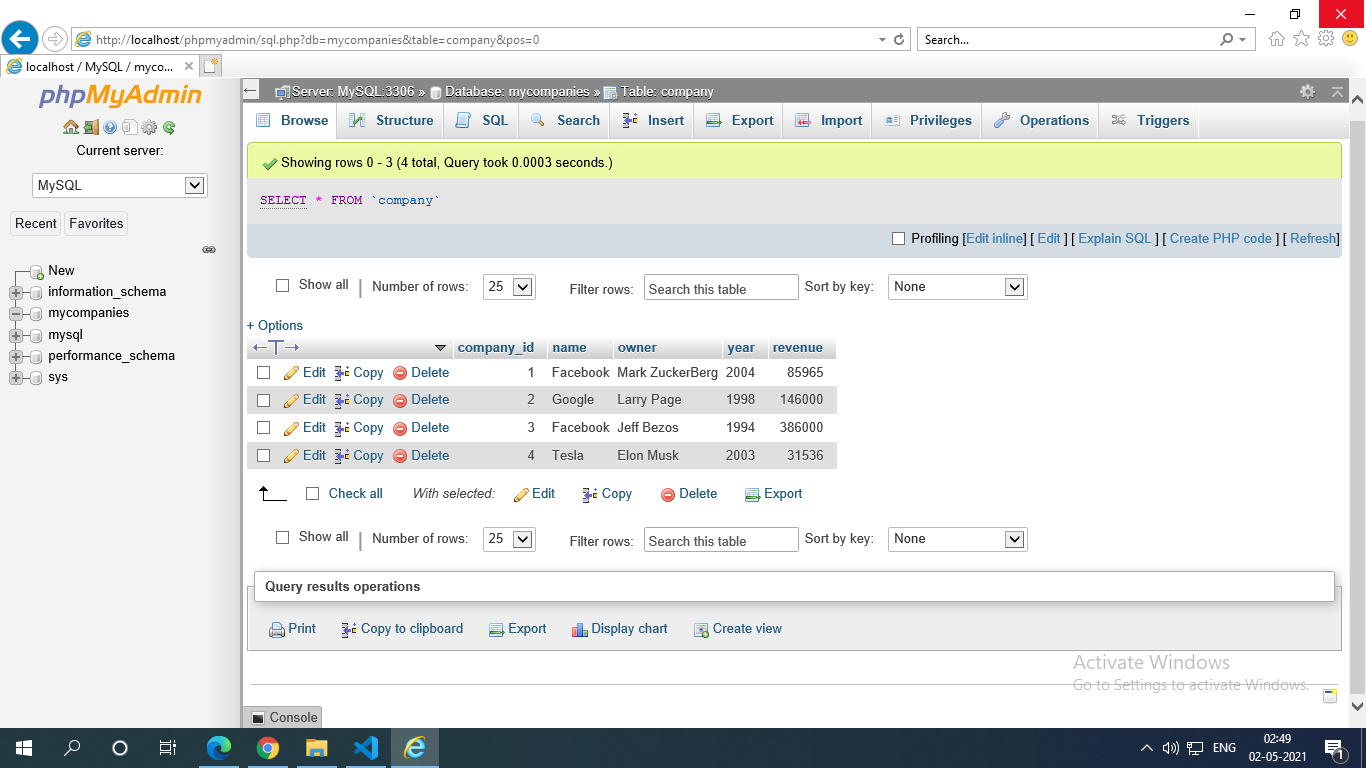 http://localhost/phpmyadmin/sql.php?db=mycompanies&table=company&pos=0 Search...
localhost / MySQL / myco...
phpMyAdmin
Current server:
MySQL
Recent Favorites
New
information_schema
mycompanies
mysql
performance_schema
sys
Server: MySQL:3306 » Database: mycompanies » Table: company
Browse Structure SQL Search Insert Export Import Privileges Operations Triggers
Showing rows 0 - 3 (4 total, Query took 0.0003 seconds.)
SELECT * FROM `company`
Profiling [Edit inline] [ Edit ] [ Explain SQL ] [ Create PHP code ] [ Refresh]
Show all | Number of rows: 25 Filter rows: Search this table Sort by key: None
+ Options
←T→ company_id name owner year revenue
Edit Copy Delete 1 Facebook Mark ZuckerBerg 2004 85965
Edit Copy Delete 2 Google Larry Page 1998 146000
Edit Copy Delete 3 Facebook Jeff Bezos 1994 386000
Edit Copy Delete 4 Tesla Elon Musk 2003 31536
Check all With selected: Edit Copy Delete Export
Show all | Number of rows: 25 Filter rows: Search this table Sort by key: None
Query results operations
Print Copy to clipboard Export Display chart Create view
Activate Windows
Go to Settings to activate Windows.
Console
ENG 02:49
02-05-2021
1